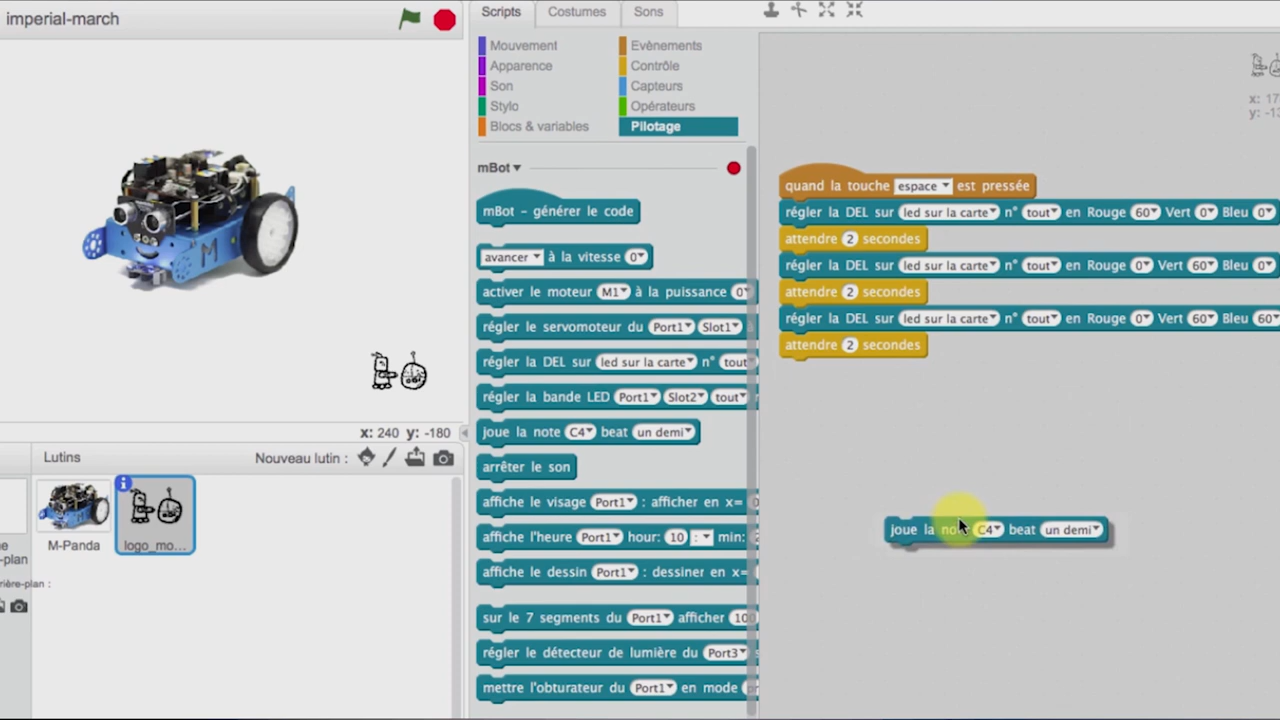 imperial-march
Scripts Costumes Sons
Mouvement
Apparence
Son
Stylo
Blocs & variables
Evènements
Contrôle
Capteurs
Opérateurs
Pilotage
mBot
mBot - générer le code
avancer à la vitesse 0
activer le moteur M1 à la puissance 0
régler le servomoteur du Port1 Slot1 à
régler la DEL sur led sur la carte n° tout
régler la bande LED Port1 Slot2 tout
joue la note C4 beat un demi
arrêter le son
affiche le visage Port1 : afficher en x=
affiche l'heure Port1 hour: 10 : min:
affiche le dessin Port1 : dessiner en x=
sur le 7 segments du Port1 afficher 100
régler le détecteur de lumière du Port3
mettre l'obturateur du Port1 en mode
quand la touche espace est pressée
régler la DEL sur led sur la carte n° tout en Rouge 60 Vert 0 Bleu 0
attendre 2 secondes
régler la DEL sur led sur la carte n° tout en Rouge 0 Vert 60 Bleu 0
attendre 2 secondes
régler la DEL sur led sur la carte n° tout en Rouge 0 Vert 60 Bleu 60
attendre 2 secondes
joue la note C4 beat un demi
x: 17
y: -13
x: 240 y: -180
Lutins
Nouveau lutin :
M-Panda
logo_mo...
e
e-plan
rière-plan :
M